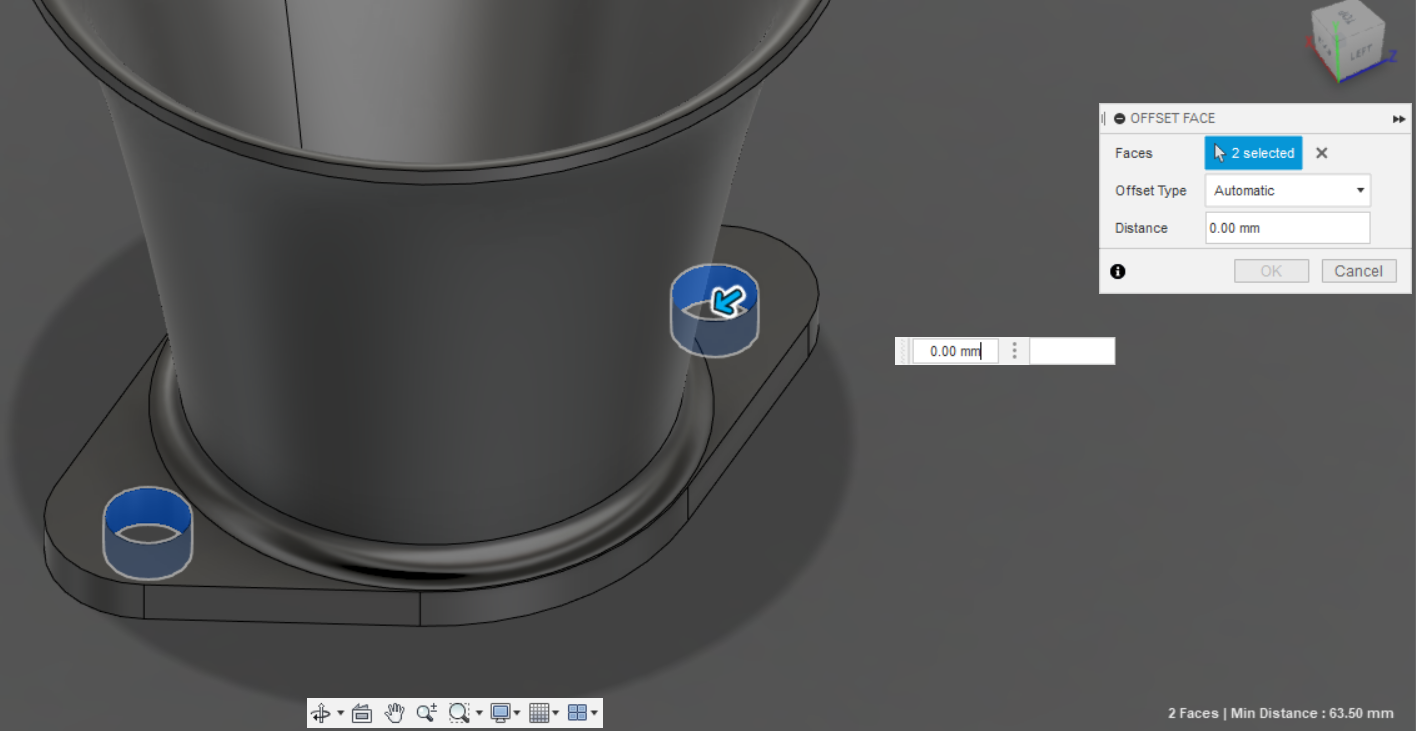 TOP
LEFT
Z
OFFSET FACE
Faces 2 selected
Offset Type Automatic
Distance 0.00 mm
OK Cancel
0.00 mm
2 Faces | Min Distance : 63.50 mm